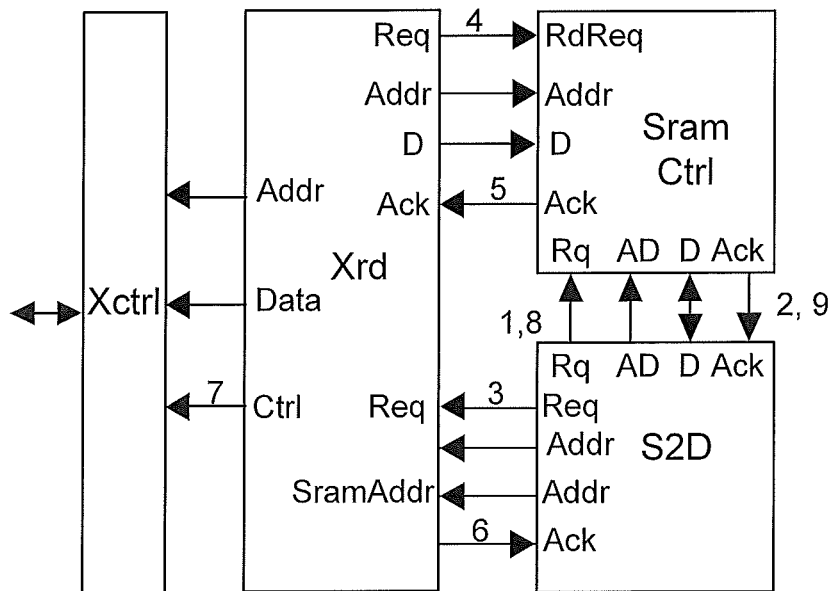 Req 4 RdReq
Addr Addr
D D
Sram
Ctrl
Addr
Ack 5 Ack
Xrd
Rq AD D Ack
Xctrl
Data
1,8
2, 9
Rq AD D Ack
7 Ctrl
Req 3 Req
Addr
S2D
SramAddr Addr
6 Ack